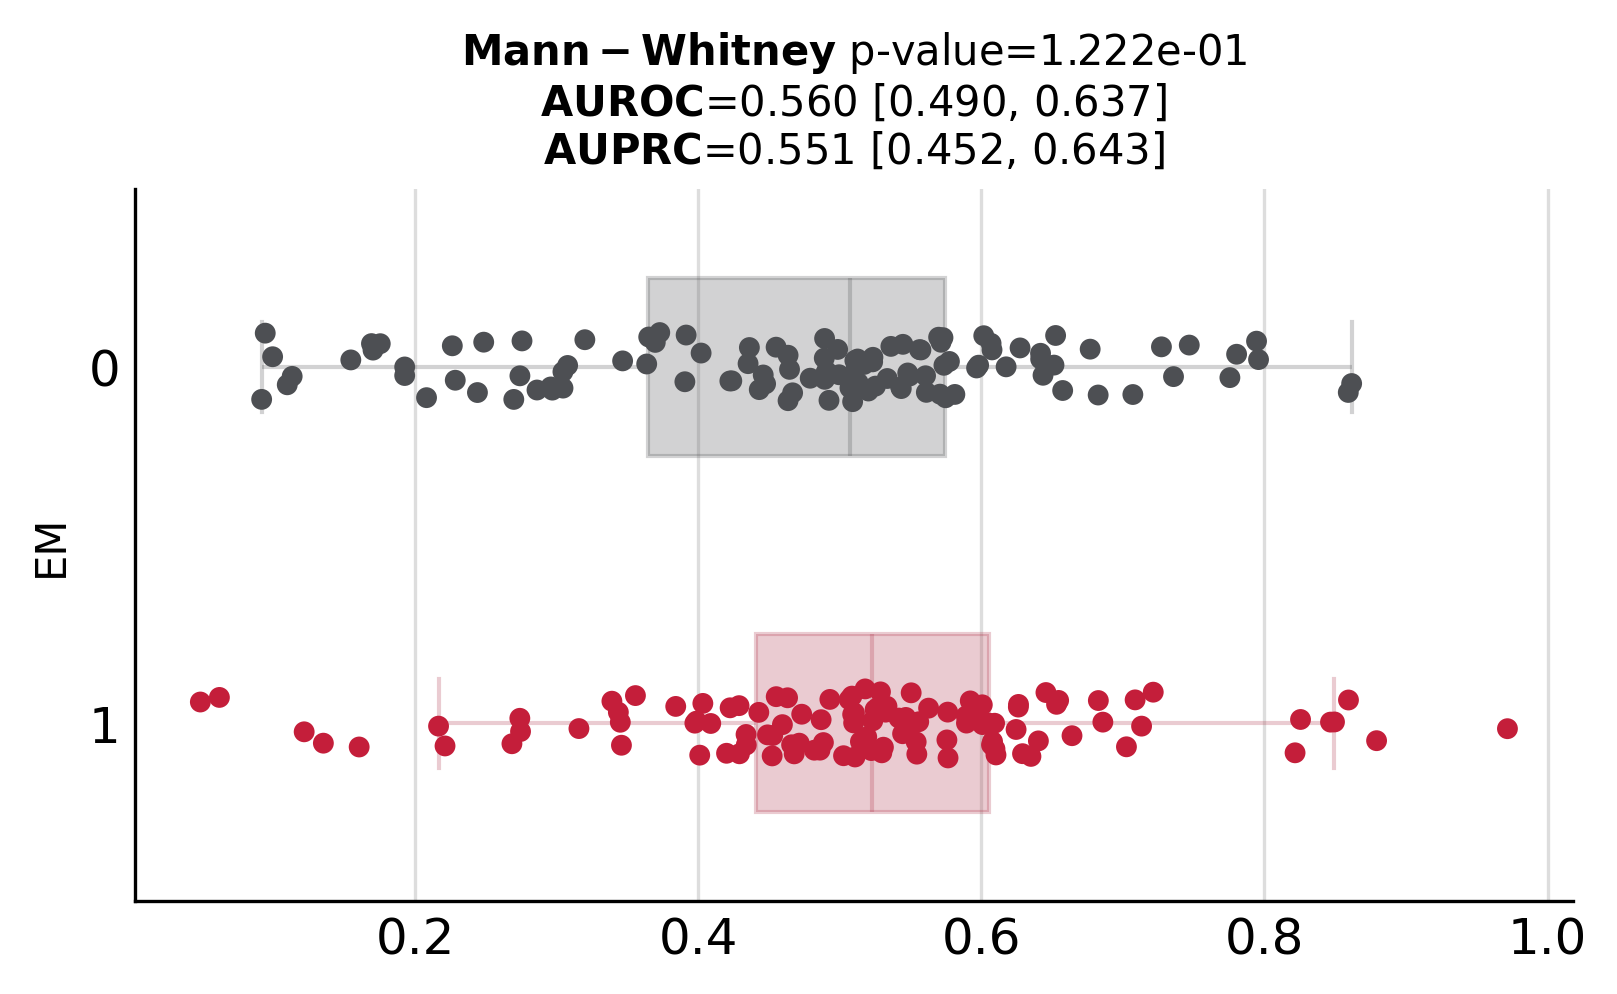 Mann − Whitney p-value=1.222e-01
AUROC=0.560 [0.490, 0.637]
AUPRC=0.551 [0.452, 0.643]
0
EM
1
0.2 0.4 0.6 0.8 1.0